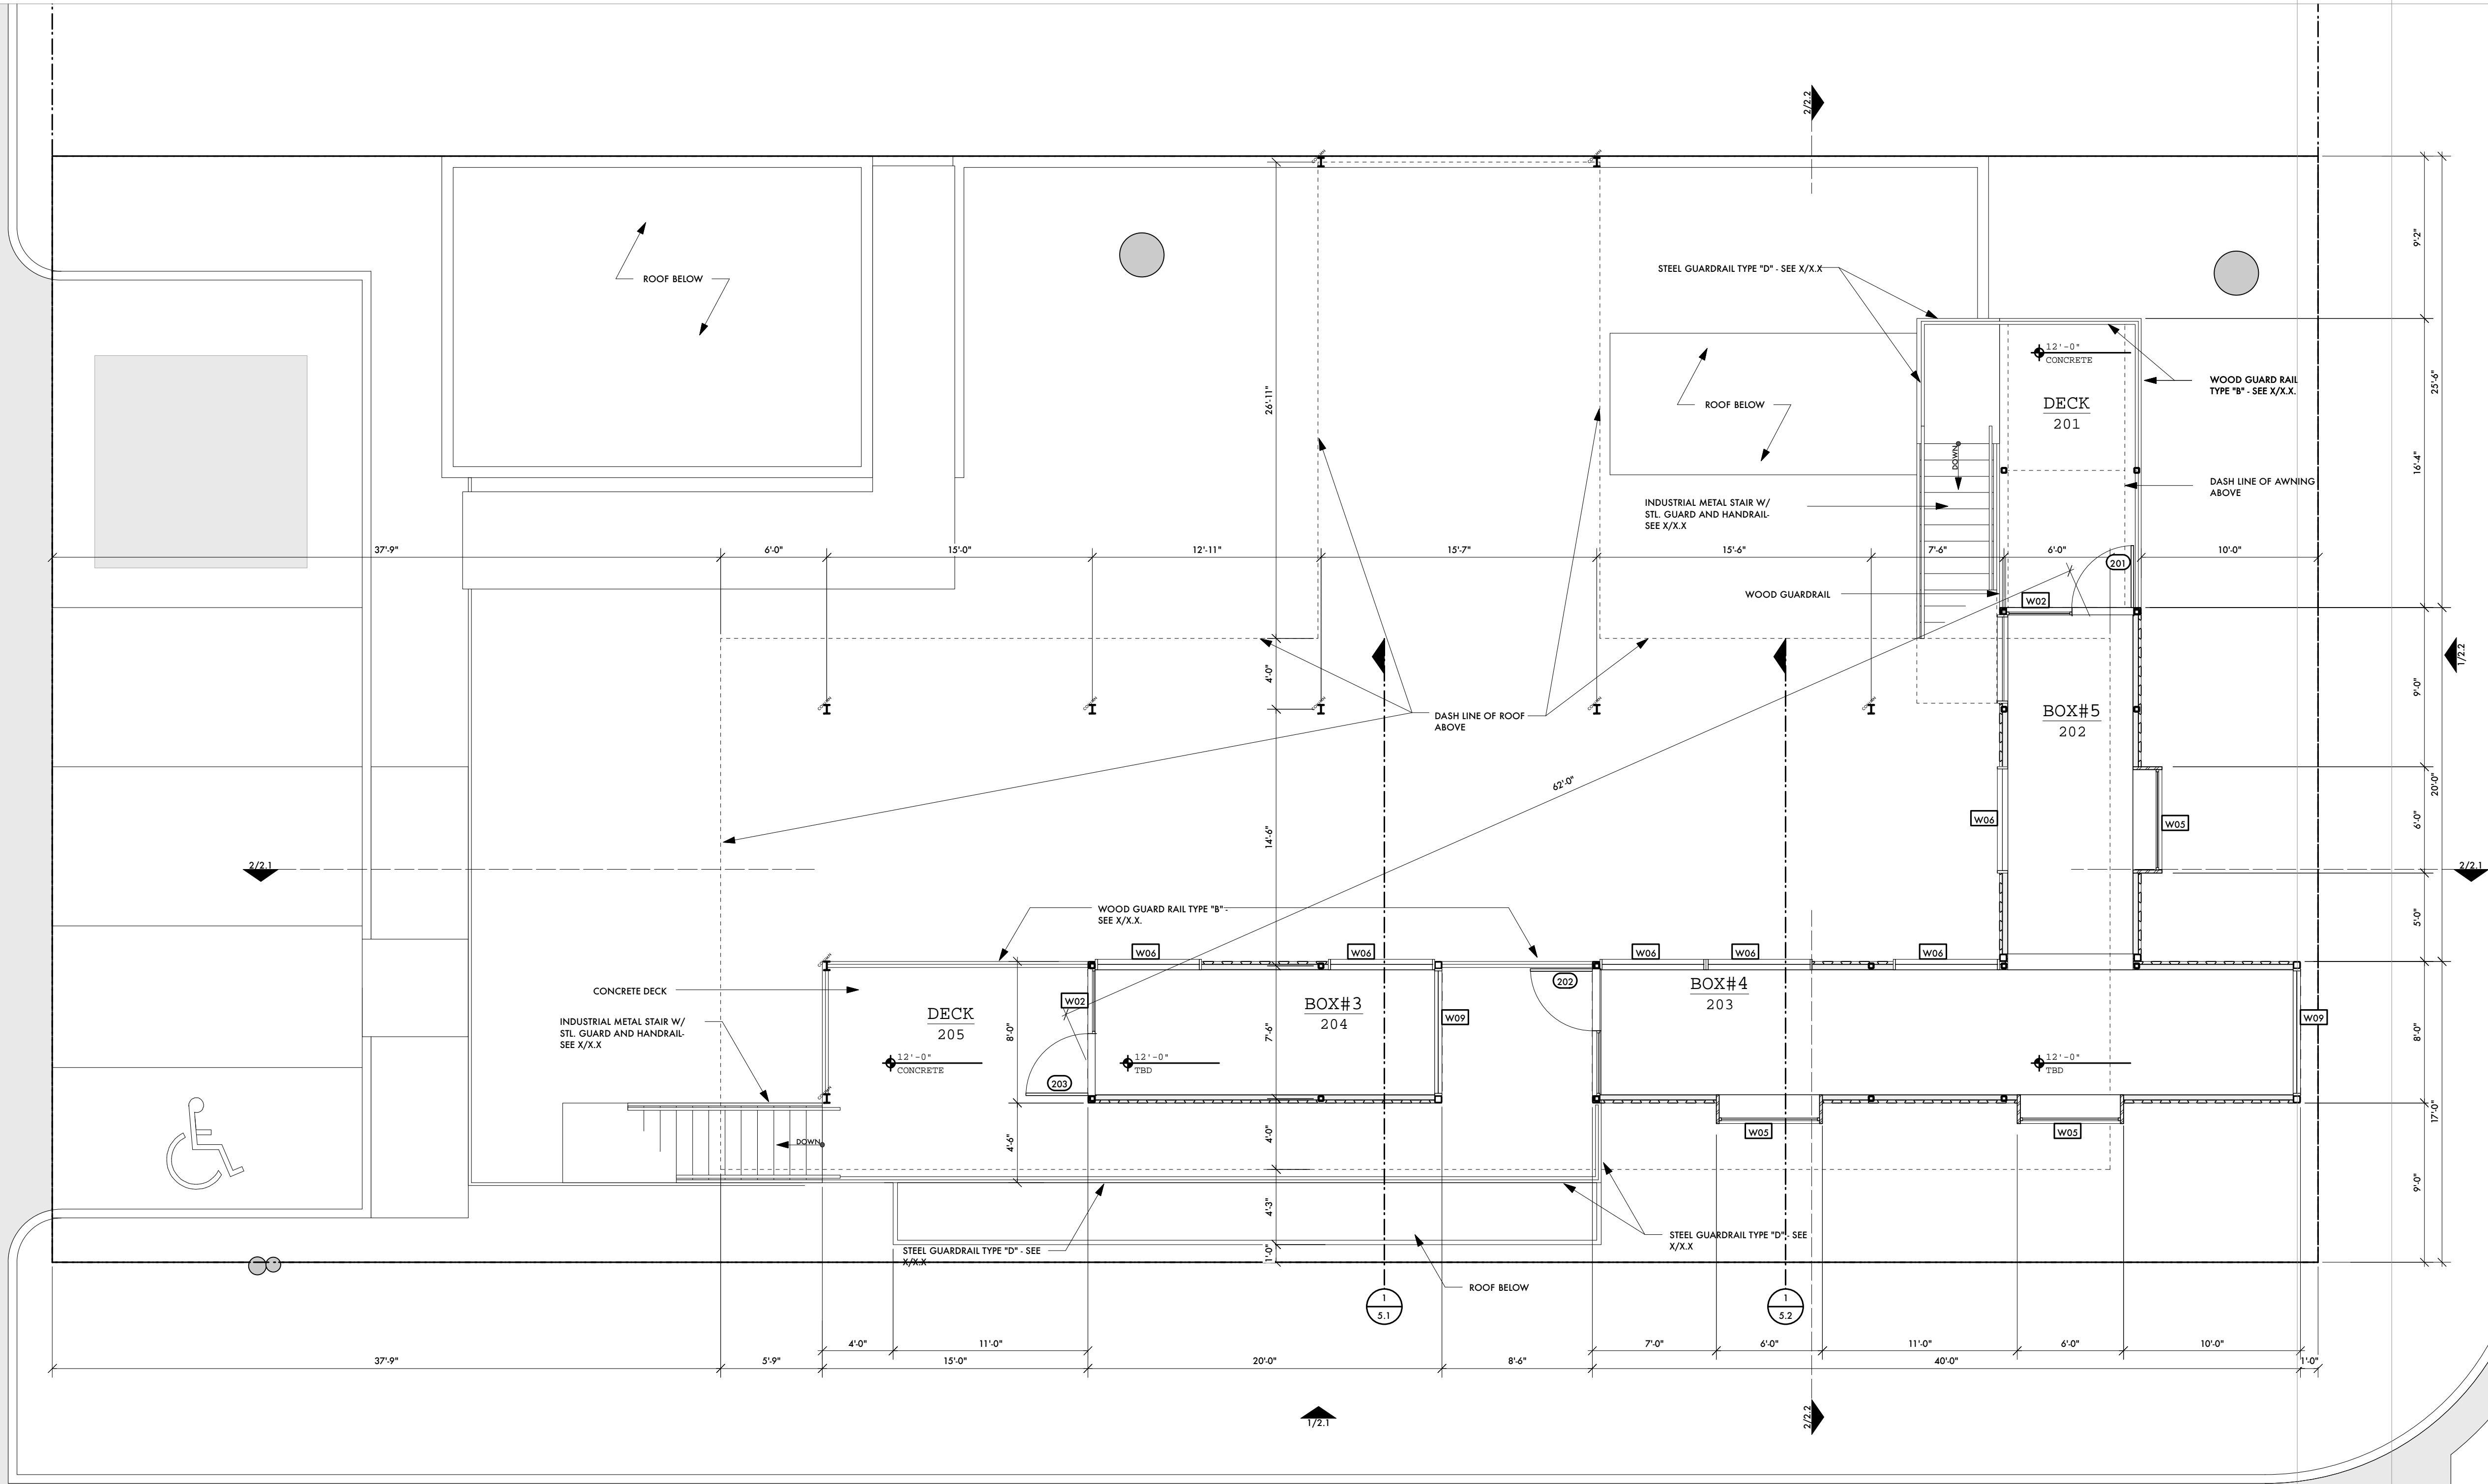 2/2.2
9'-2"
ROOF BELOW
STEEL GUARDRAIL TYPE "D" - SEE X/X.X
12'-0"
CONCRETE
WOOD GUARD RAIL
TYPE "B" - SEE X/X.X.
25'-6"
26'-11"
ROOF BELOW
DECK
201
DOWN
16'-4"
DASH LINE OF AWNING
ABOVE
INDUSTRIAL METAL STAIR W/
STL. GUARD AND HANDRAIL-
SEE X/X.X
37'-9"
6'-0"
15'-0"
12'-11"
15'-7"
15'-6"
7'-6"
6'-0"
10'-0"
201
WOOD GUARDRAIL
W02
4'-0"
1/2.2
9'-0"
DASH LINE OF ROOF
ABOVE
BOX#5
202
62'-0"
20'-0"
14'-6"
W06
W05
6'-0"
2/2.1
2/2.1
WOOD GUARD RAIL TYPE "B" -
SEE X/X.X.
5'-0"
W06
W06
W06
W06
W06
CONCRETE DECK
W02
202
BOX#4
203
BOX#3
204
DECK
205
INDUSTRIAL METAL STAIR W/
STL. GUARD AND HANDRAIL-
SEE X/X.X
8'-0"
7'-6"
W09
W09
8'-0"
12'-0"
CONCRETE
12'-0"
TBD
12'-0"
TBD
203
DOWN
4'-6"
4'-0"
W05
W05
17'-0"
9'-0"
4'-3"
STEEL GUARDRAIL TYPE "D" - SEE
X/X.X
STEEL GUARDRAIL TYPE "D" - SEE
X/X.X
1'-0"
ROOF BELOW
1
5.1
1
5.2
4'-0"
11'-0"
7'-0"
6'-0"
11'-0"
6'-0"
10'-0"
37'-9"
5'-9"
15'-0"
20'-0"
8'-6"
40'-0"
1'-0"
1/2.1
2/2.2